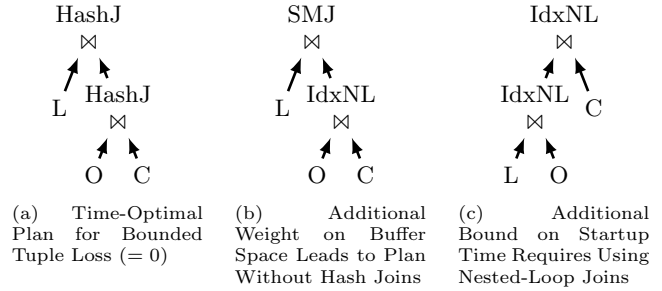 HashJ
⋈
L
HashJ
⋈
O C
(a) Time-Optimal
Plan for Bounded
Tuple Loss (= 0)
SMJ
⋈
L
IdxNL
⋈
O C
(b) Additional
Weight on Buffer
Space Leads to Plan
Without Hash Joins
IdxNL
⋈
IdxNL
C
⋈
L O
(c) Additional
Bound on Startup
Time Requires Using
Nested-Loop Joins